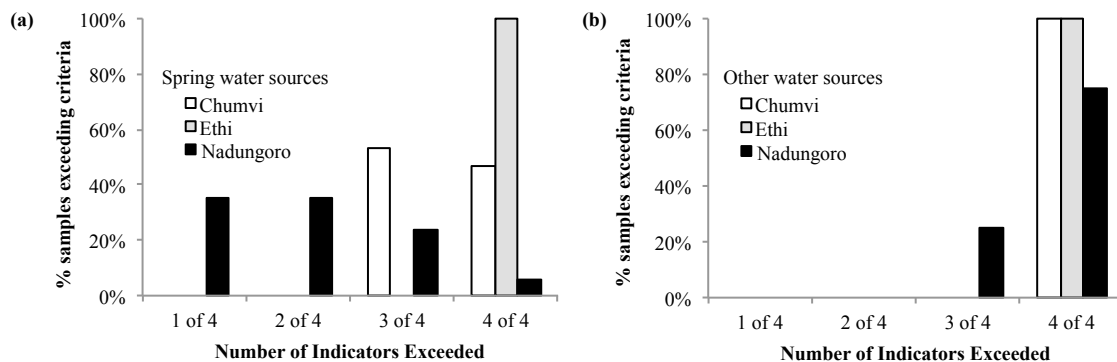 (a)
% samples exceeding criteria
100%
80%
60%
40%
20%
0%
Spring water sources
Chumvi
Ethi
Nadungoro
1 of 4 2 of 4 3 of 4 4 of 4
Number of Indicators Exceeded
(b)
% samples exceeding criteria
100%
80%
60%
40%
20%
0%
Other water sources
Chumvi
Ethi
Nadungoro
1 of 4 2 of 4 3 of 4 4 of 4
Number of Indicators Exceeded